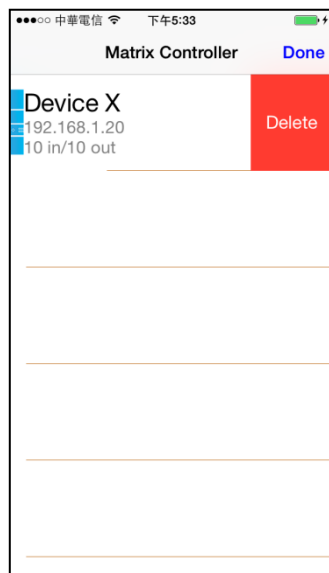 中華電信 下午5:33
Matrix Controller Done
Device X
192.168.1.20
10 in/10 out
Delete